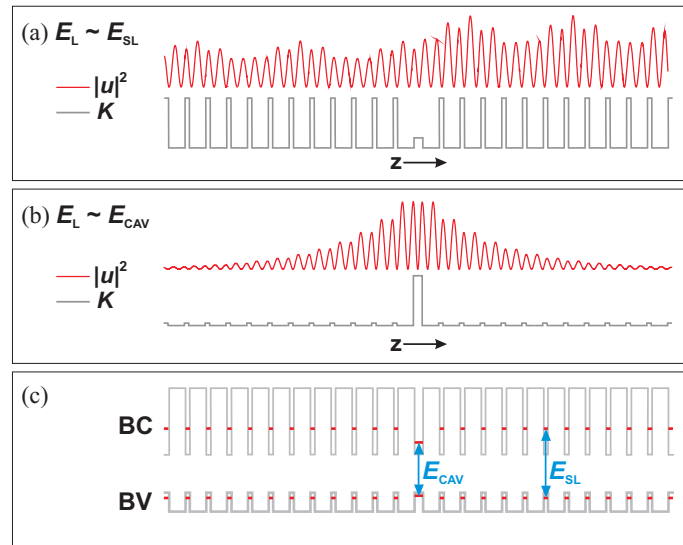 (a) E_L ~ E_SL
|u|²
K
z
(b) E_L ~ E_CAV
|u|²
K
z
(c)
BC
E_CAV E_SL
BV